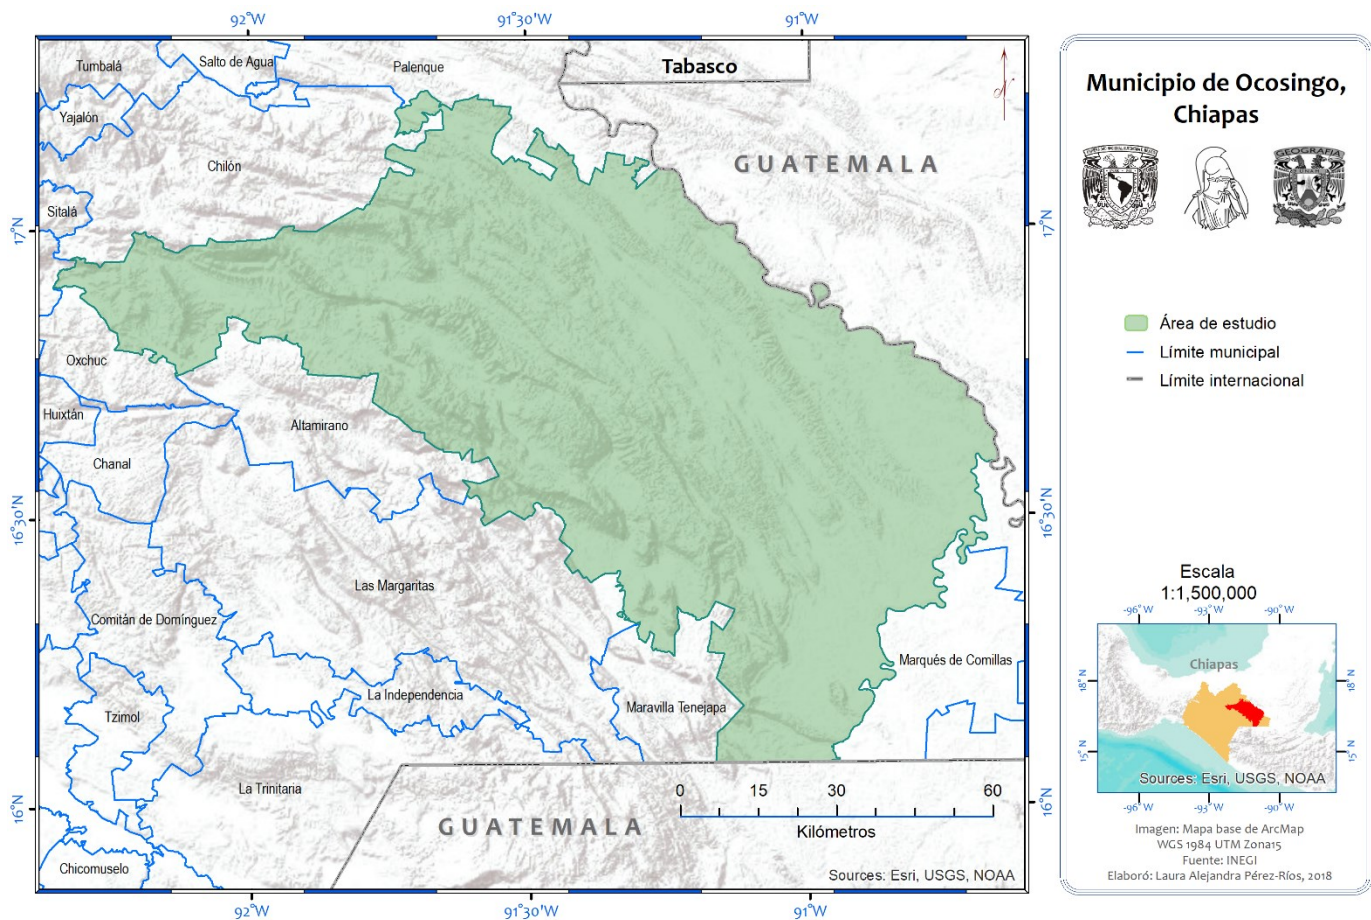 92°W
91°30'W
91°W
Tumbalá
Salto de Agua
Palenque
Tabasco
Yajalón
Chilón
GUATEMALA
Sitalá
17°N
17°N
Oxchuc
Huixtán
Altamirano
Chanal
16°30'N
16°30'N
Las Margaritas
Comitán de Domínguez
Marqués de Comillas
La Independencia
Maravilla Tenejapa
Tzimol
La Trinitaria
0 15 30 60
Kilómetros
16°N
16°N
GUATEMALA
Chicomuselo
Sources: Esri, USGS, NOAA
92°W
91°30'W
91°W
Municipio de Ocosingo,
Chiapas
GEOGRAFIA
Área de estudio
Límite municipal
Límite internacional
Escala
1:1,500,000
-96°W -93°W -90°W
Chiapas
18°N
18°N
15°N
15°N
Sources: Esri, USGS, NOAA
-96°W -93°W -90°W
Imagen: Mapa base de ArcMap
WGS 1984 UTM Zona15
Fuente: INEGI
Elaboró: Laura Alejandra Pérez-Ríos, 2018